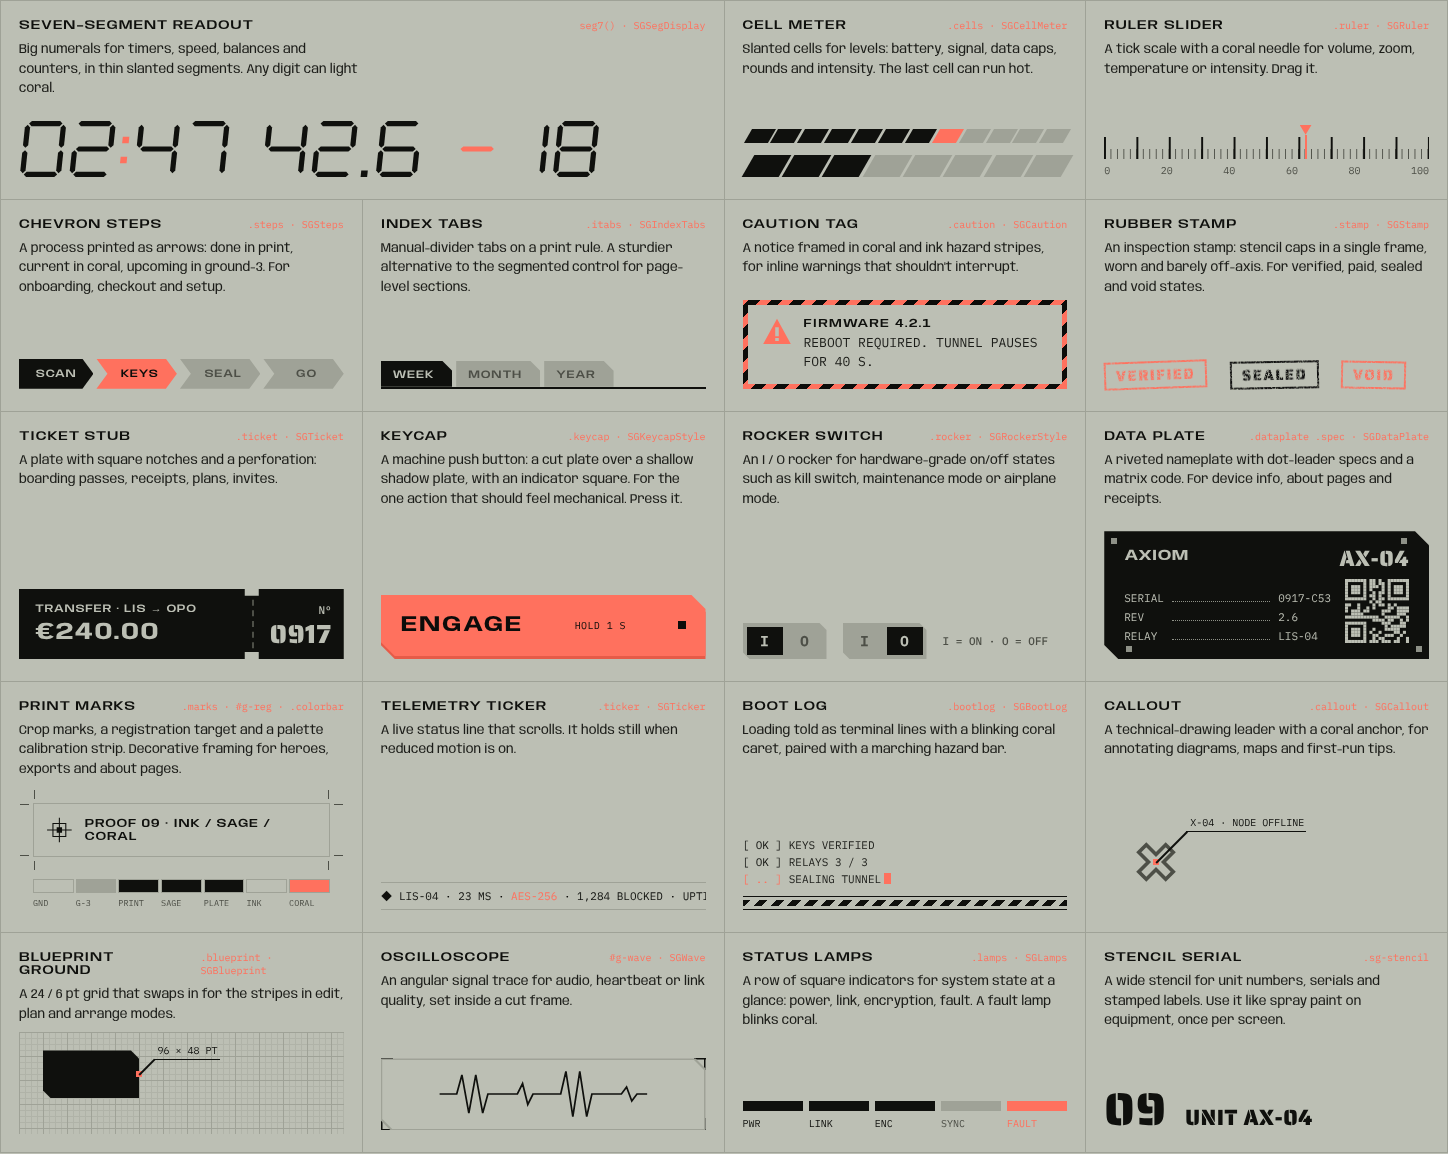 SEVEN-SEGMENT READOUT
seg7() · SGSegDisplay
Big numerals for timers, speed, balances and
counters, in thin slanted segments. Any digit can light
coral.
02:47 42.6 – 18
CELL METER
.cells · SGCellMeter
Slanted cells for levels: battery, signal, data caps,
rounds and intensity. The last cell can run hot.
RULER SLIDER
.ruler · SGRuler
A tick scale with a coral needle for volume, zoom,
temperature or intensity. Drag it.
0 20 40 60 80 100
CHEVRON STEPS
.steps · SGSteps
A process printed as arrows: done in print,
current in coral, upcoming in ground-3. For
onboarding, checkout and setup.
SCAN KEYS SEAL GO
INDEX TABS
.itabs · SGIndexTabs
Manual-divider tabs on a print rule. A sturdier
alternative to the segmented control for page-
level sections.
WEEK MONTH YEAR
CAUTION TAG
.caution · SGCaution
A notice framed in coral and ink hazard stripes,
for inline warnings that shouldn't interrupt.
FIRMWARE 4.2.1
REBOOT REQUIRED. TUNNEL PAUSES
FOR 40 S.
RUBBER STAMP
.stamp · SGStamp
An inspection stamp: stencil caps in a single frame,
worn and barely off-axis. For verified, paid, sealed
and void states.
VERIFIED SEALED VOID
TICKET STUB
.ticket · SGTicket
A plate with square notches and a perforation:
boarding passes, receipts, plans, invites.
TRANSFER · LIS → OPO
€240.00
Nº
0917
KEYCAP
.keycap · SGKeycapStyle
A machine push button: a cut plate over a shallow
shadow plate, with an indicator square. For the
one action that should feel mechanical. Press it.
ENGAGE HOLD 1 S
ROCKER SWITCH
.rocker · SGRockerStyle
An I / O rocker for hardware-grade on/off states
such as kill switch, maintenance mode or airplane
mode.
I O I O I = ON · O = OFF
DATA PLATE
.dataplate .spec · SGDataPlate
A riveted nameplate with dot-leader specs and a
matrix code. For device info, about pages and
receipts.
AXIOM AX-04
SERIAL 0917-C53
REV 2.6
RELAY LIS-04
PRINT MARKS
.marks · #g-reg · .colorbar
Crop marks, a registration target and a palette
calibration strip. Decorative framing for heroes,
exports and about pages.
PROOF 09 · INK / SAGE /
CORAL
GND G-3 PRINT SAGE PLATE INK CORAL
TELEMETRY TICKER
.ticker · SGTicker
A live status line that scrolls. It holds still when
reduced motion is on.
LIS-04 · 23 MS · AES-256 · 1,284 BLOCKED · UPTI
BOOT LOG
.bootlog · SGBootLog
Loading told as terminal lines with a blinking coral
caret, paired with a marching hazard bar.
[ OK ] KEYS VERIFIED
[ OK ] RELAYS 3 / 3
[ .. ] SEALING TUNNEL
CALLOUT
.callout · SGCallout
A technical-drawing leader with a coral anchor, for
annotating diagrams, maps and first-run tips.
X-04 · NODE OFFLINE
BLUEPRINT
GROUND
.blueprint ·
SGBlueprint
A 24 / 6 pt grid that swaps in for the stripes in edit,
plan and arrange modes.
96 × 48 PT
OSCILLOSCOPE
#g-wave · SGWave
An angular signal trace for audio, heartbeat or link
quality, set inside a cut frame.
STATUS LAMPS
.lamps · SGLamps
A row of square indicators for system state at a
glance: power, link, encryption, fault. A fault lamp
blinks coral.
PWR LINK ENC SYNC FAULT
STENCIL SERIAL
.sg-stencil
A wide stencil for unit numbers, serials and
stamped labels. Use it like spray paint on
equipment, once per screen.
09 UNIT AX-04